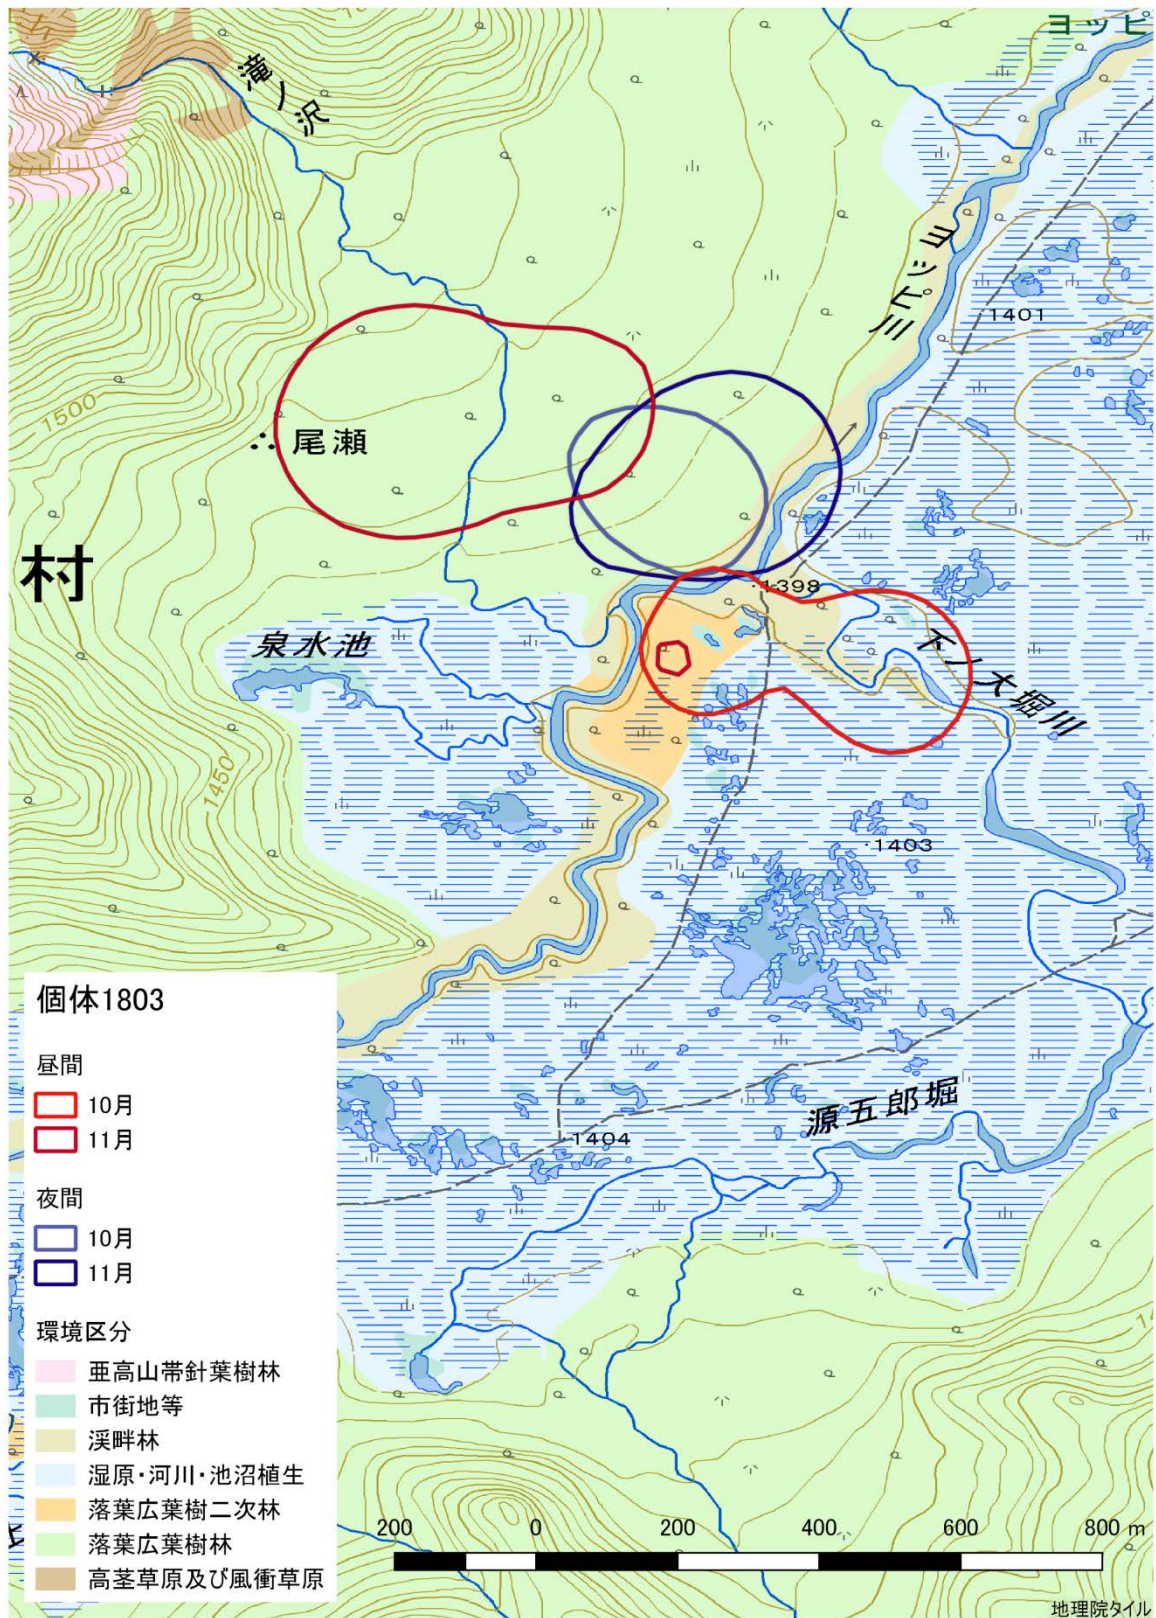 ヨッピ
滝ノ沢
ヨッピ川
1401
1500
尾瀬
村
1398
泉水池
下ノ大堀川
1450
1403
個体1803
昼間
10月
11月
源五郎堀
1404
夜間
10月
11月
環境区分
亜高山帯針葉樹林
市街地等
渓畔林
湿原・河川・池沼植生
落葉広葉樹二次林
落葉広葉樹林
高茎草原及び風衝草原
200 0 200 400 600 800 m
地理院タイル